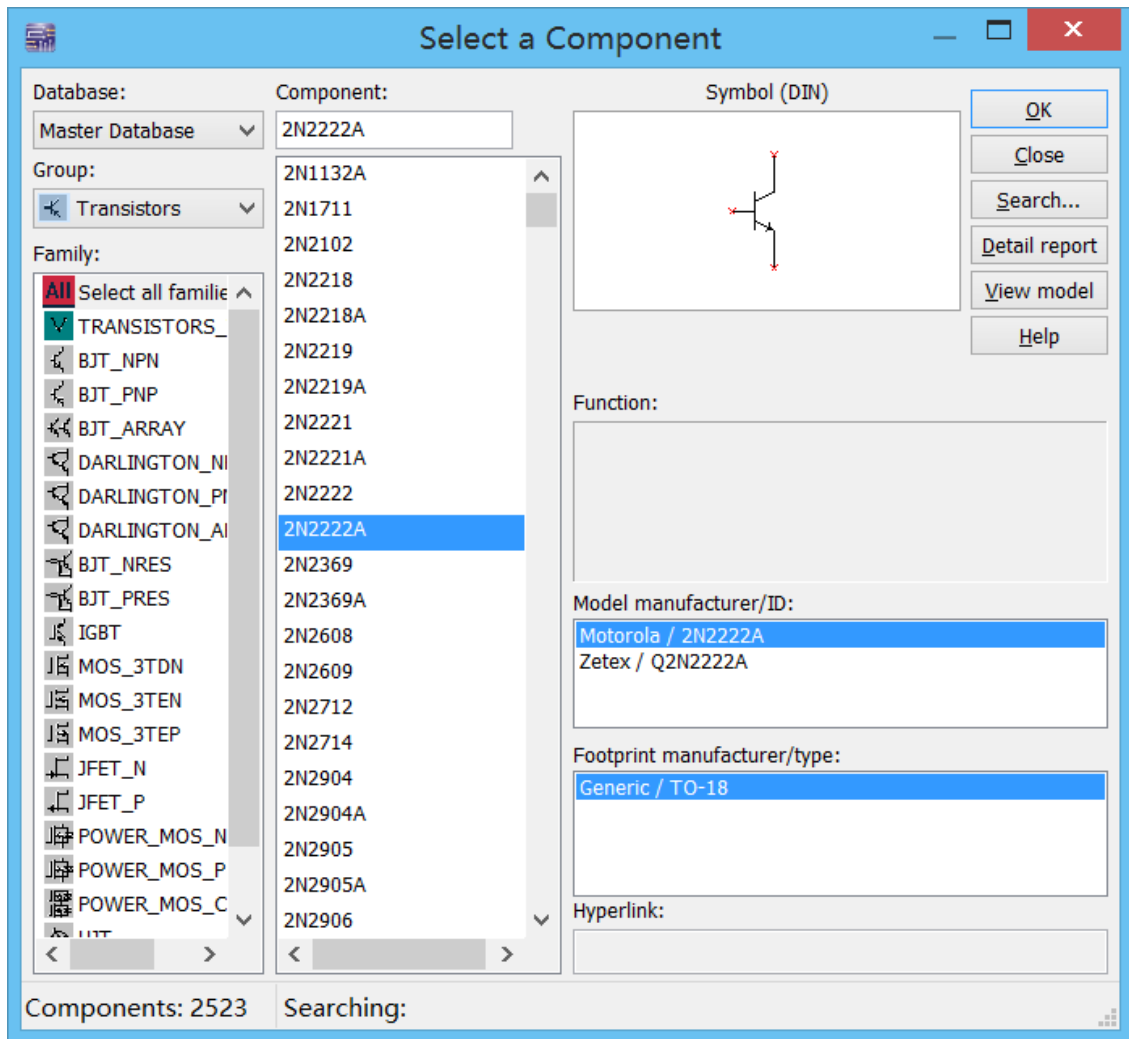 Select a Component
Database:
Master Database
Group:
Transistors
Family:
All Select all familie
TRANSISTORS_
BJT_NPN
BJT_PNP
BJT_ARRAY
DARLINGTON_N
DARLINGTON_P
DARLINGTON_A
BJT_NRES
BJT_PRES
IGBT
MOS_3TDN
MOS_3TEN
MOS_3TEP
JFET_N
JFET_P
POWER_MOS_N
POWER_MOS_P
POWER_MOS_C
UJT
Component:
2N2222A
2N1132A
2N1711
2N2102
2N2218
2N2218A
2N2219
2N2219A
2N2221
2N2221A
2N2222
2N2222A
2N2369
2N2369A
2N2608
2N2609
2N2712
2N2714
2N2904
2N2904A
2N2905
2N2905A
2N2906
Symbol (DIN)
OK
Close
Search...
Detail report
View model
Help
Function:
Model manufacturer/ID:
Motorola / 2N2222A
Zetex / Q2N2222A
Footprint manufacturer/type:
Generic / TO-18
Hyperlink:
Components: 2523
Searching: